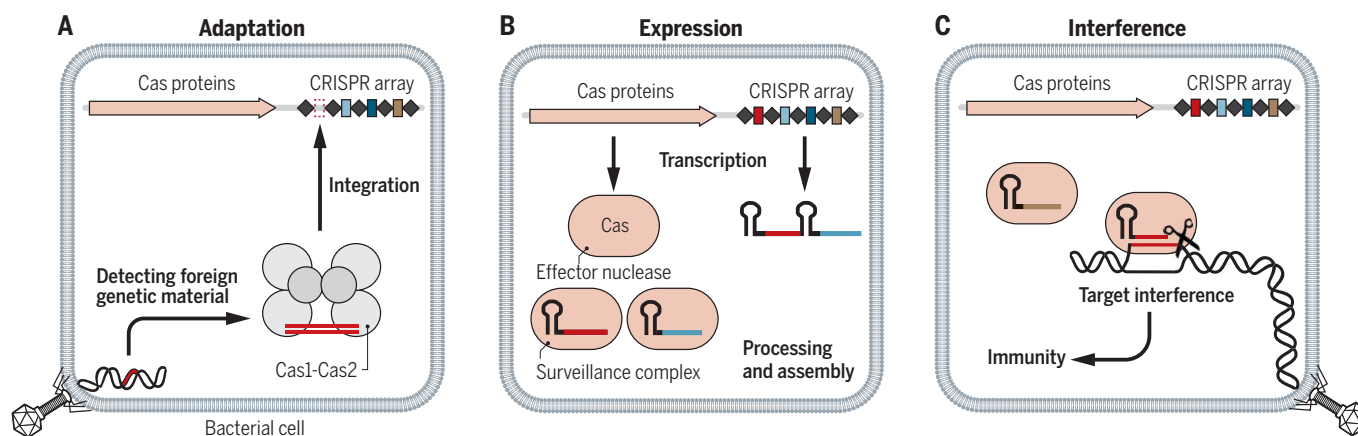 A
Adaptation
Cas proteins
CRISPR array
Integration
Detecting foreign
genetic material
Cas1-Cas2
Bacterial cell
B
Expression
Cas proteins
CRISPR array
Transcription
Cas
Effector nuclease
Surveillance complex
Processing
and assembly
C
Interference
Cas proteins
CRISPR array
Target interference
Immunity